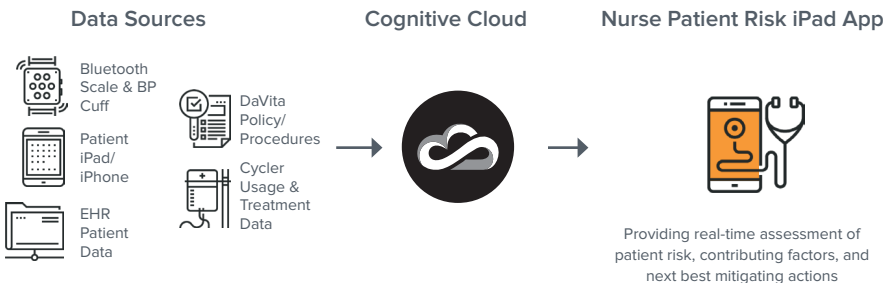 Data Sources
Cognitive Cloud
Nurse Patient Risk iPad App
Bluetooth
Scale & BP
Cuff
Patient
iPad/
iPhone
EHR
Patient
Data
DaVita
Policy/
Procedures
Cycler
Usage &
Treatment
Data
Providing real-time assessment of
patient risk, contributing factors, and
next best mitigating actions